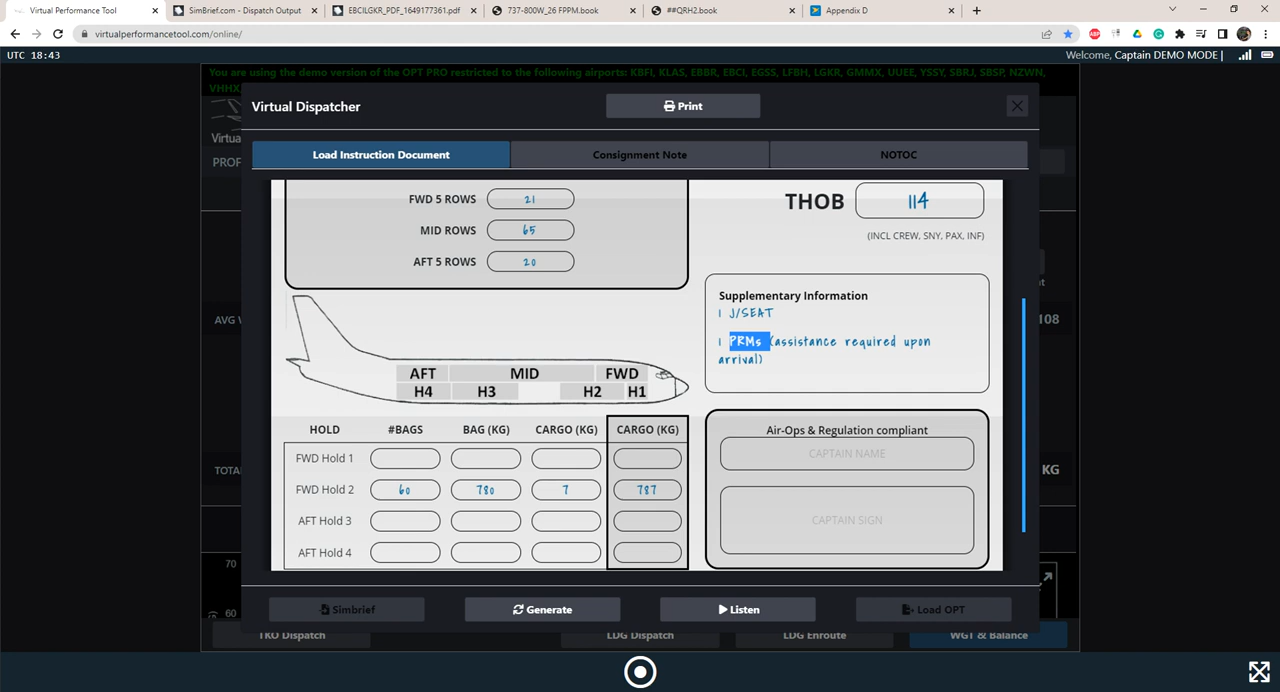 Virtual Performance Tool
SimBrief.com - Dispatch Output
EBCILGKR_PDF_1649177361.pdf
737-800W_26 FPPM.book
##QRH2.book
Appendix D
virtualperformancetool.com/online/
UTC 18:43
Welcome, Captain DEMO MODE |
You are using the demo version of the OPT PRO restricted to the following airports: KBFI, KLAS, EBBR, EBCI, EGSS, LFBH, LGKR, GMMX, UUEE, YSSY, SBRJ, SBSP, NZWN,
VHHX,
Virtual Dispatcher
Print
Virtua
PROF
Load Instruction Document
Consignment Note
NOTOC
FWD 5 ROWS 21
MID ROWS 65
AFT 5 ROWS 20
THOB 114
(INCL CREW, SNY, PAX, INF)
Supplementary Information
1 J/SEAT
1 PRMs (assistance required upon
arrival)
AVG W
108
AFT MID FWD
H4 H3 H2 H1
HOLD #BAGS BAG (KG) CARGO (KG) CARGO (KG)
FWD Hold 1
FWD Hold 2 60 780 7 787
AFT Hold 3
AFT Hold 4
Air-Ops & Regulation compliant
CAPTAIN NAME
CAPTAIN SIGN
TOTA
KG
70
60
Simbrief
Generate
Listen
Load OPT
TKO Dispatch
LDG Dispatch
LDG Enroute
WGT & Balance